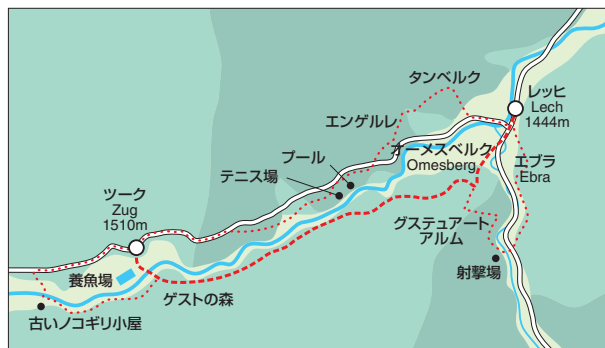 タンベルク
レッヒ
Lech
1444m
エンゲルレ
オーメスベルク
Omesberg
エブラ
Ebra
プール
テニス場
ツーク
Zug
1510m
グステュアート
アルム
射撃場
養魚場
ゲストの森
古いノコギリ小屋